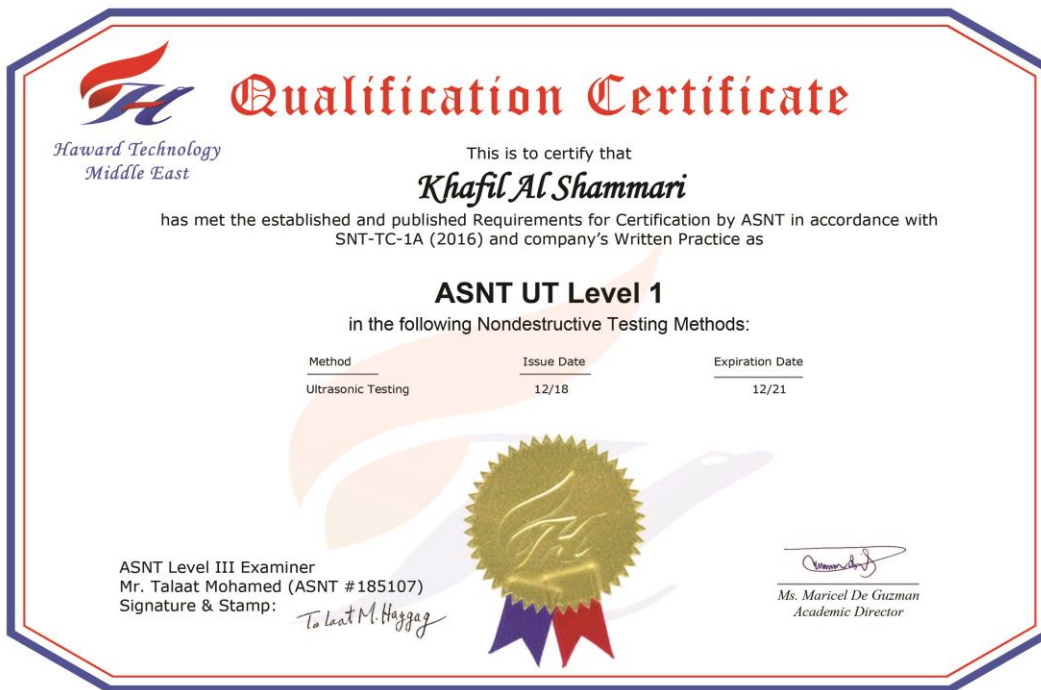 Qualification Certificate
Haward Technology
Middle East
This is to certify that
Khafil Al Shammari
has met the established and published Requirements for Certification by ASNT in accordance with
SNT-TC-1A (2016) and company's Written Practice as
ASNT UT Level 1
in the following Nondestructive Testing Methods:
Method Issue Date Expiration Date
Ultrasonic Testing 12/18 12/21
ASNT Level III Examiner
Mr. Talaat Mohamed (ASNT #185107)
Signature & Stamp: Talaat M. Haggag
Ms. Maricel De Guzman
Academic Director